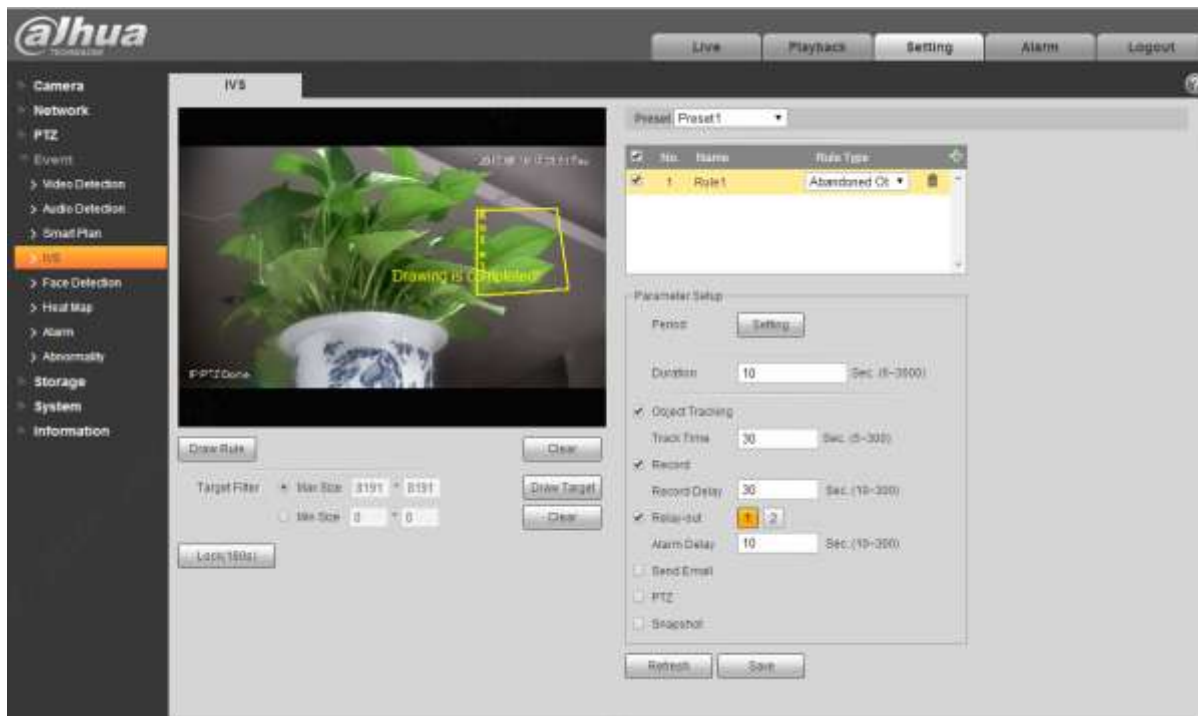 alhua
TECHNOLOGY
Live Playback Setting Alarm Logout
Camera
Network
PTZ
Event
> Video Detection
> Audio Detection
> Smart Plan
> IVS
> Face Detection
> Heat Map
> Alarm
> Abnormality
Storage
System
Information
IVS
Drawing is completed!
IP PTZ Dome
Draw Rule Clear
Target Filter Max Size 8191 * 8191 Draw Target
Min Size 0 * 0 Clear
Lock(180s)
Preset Preset1
No. Name Rule Type
1 Rule1 Abandoned Ob
Parameter Setup
Period Setting
Duration 10 Sec. (6~3600)
Object Tracking
Track Time 30 Sec. (5~300)
Record
Record Delay 30 Sec. (10~300)
Relay-out 1 2
Alarm Delay 10 Sec. (10~300)
Send Email
PTZ
Snapshot
Refresh Save